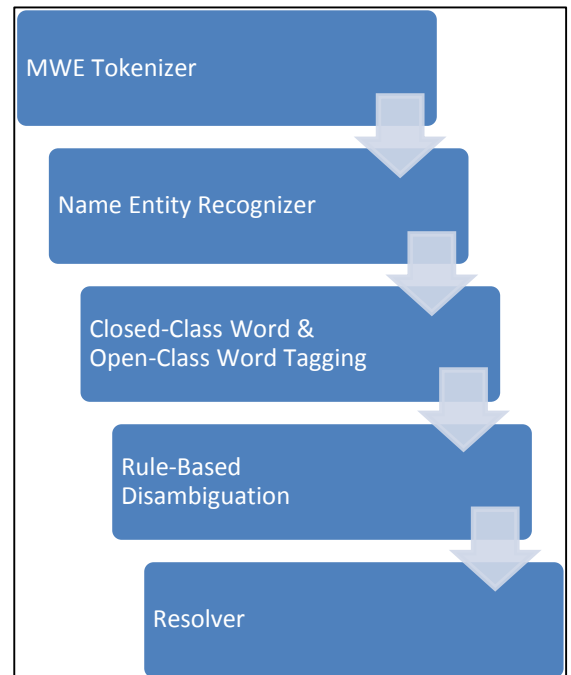 MWE Tokenizer
Name Entity Recognizer
Closed-Class Word &
Open-Class Word Tagging
Rule-Based
Disambiguation
Resolver